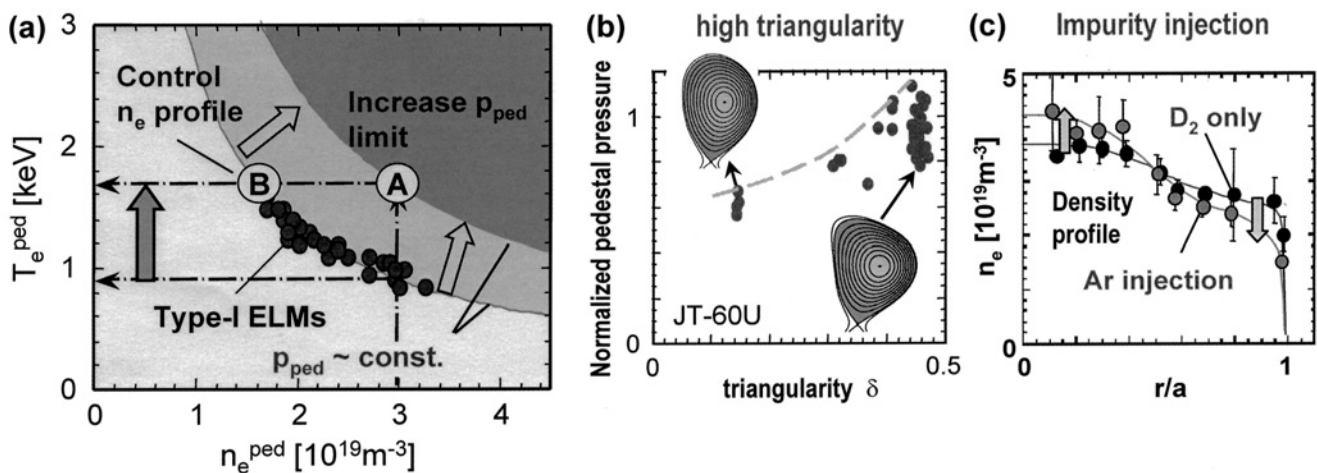 (a)
3
2
1
0
T_e^ped [keV]
Control
n_e profile
Increase p_ped
limit
B
A
Type-I ELMs
p_ped ~ const.
0
1
2
3
4
n_e^ped [10^19m^-3]
(b)
high triangularity
Normalized pedestal pressure
1
0
JT-60U
0
0.5
triangularity δ
(c)
Impurity injection
5
0
n_e [10^19m^-3]
D_2 only
Density
profile
Ar injection
0
1
r/a